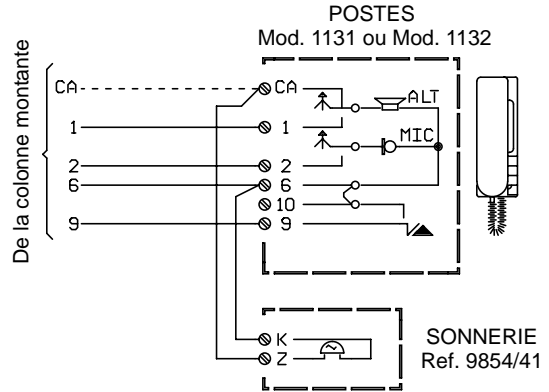 POSTES
Mod. 1131 ou Mod. 1132
De la colonne montante
CA
CA
ALT
1
1
MIC
2
2
6
6
10
9
9
K
Z
SONNERIE
Ref. 9854/41